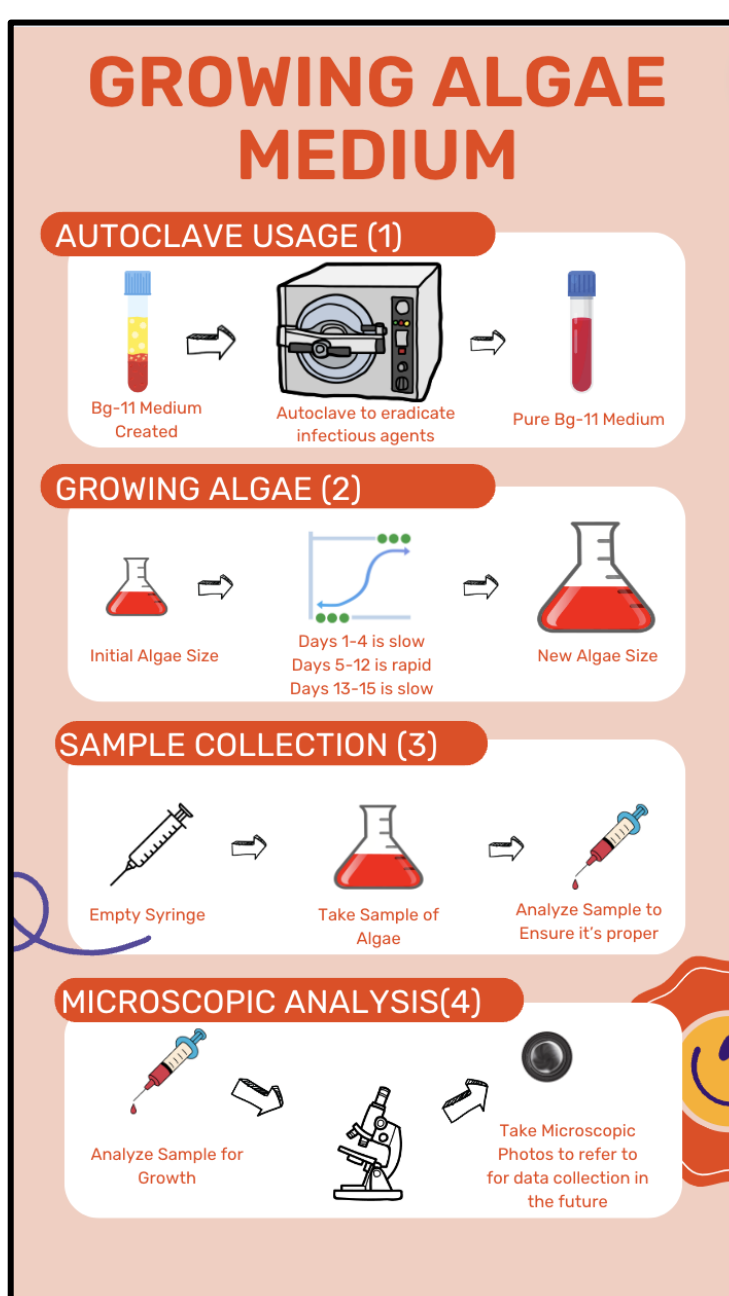 GROWING ALGAE
MEDIUM
AUTOCLAVE USAGE (1)
Bg-11 Medium
Created
Autoclave to eradicate
infectious agents
Pure Bg-11 Medium
GROWING ALGAE (2)
Initial Algae Size
Days 1-4 is slow
Days 5-12 is rapid
Days 13-15 is slow
New Algae Size
SAMPLE COLLECTION (3)
Empty Syringe
Take Sample of
Algae
Analyze Sample to
Ensure it's proper
MICROSCOPIC ANALYSIS(4)
Analyze Sample for
Growth
Take Microscopic
Photos to refer to
for data collection in
the future